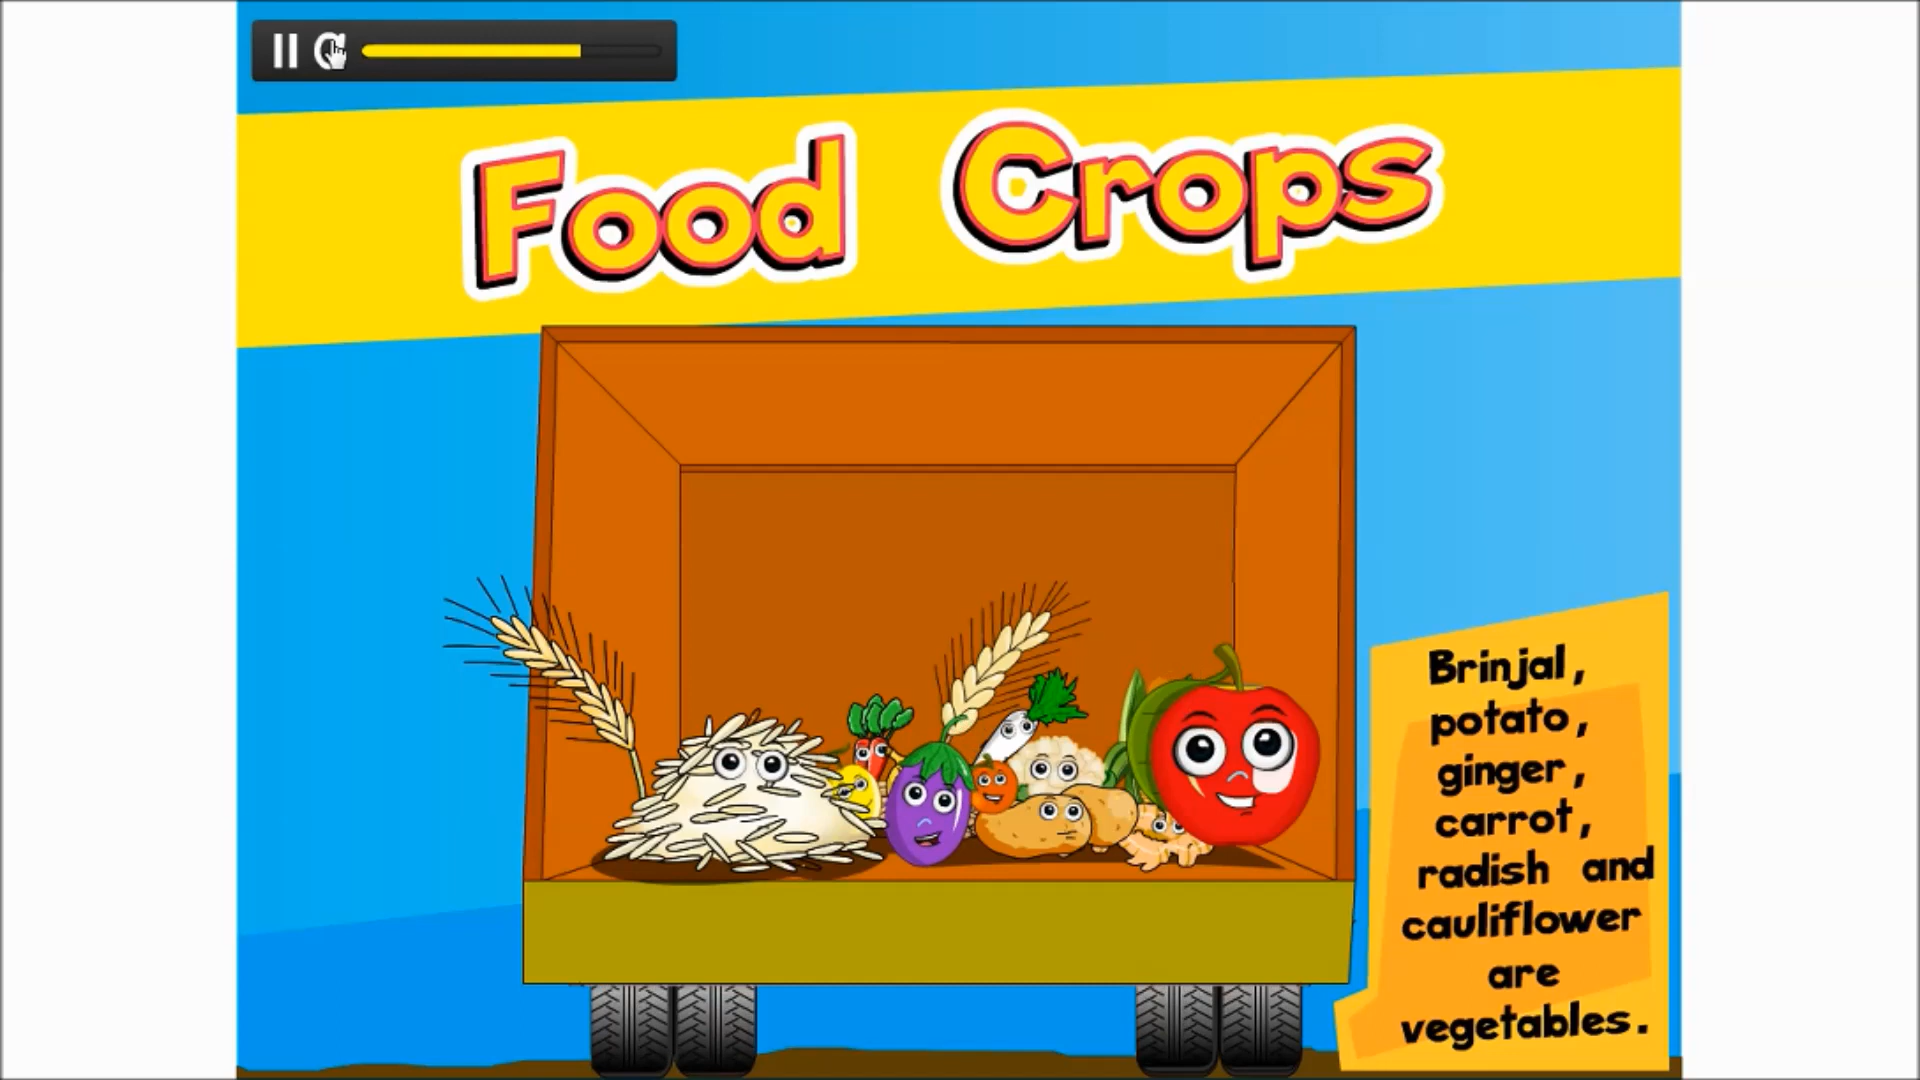 Food Crops
Brinjal,
potato,
ginger,
carrot,
radish and
cauliflower
are
vegetables.